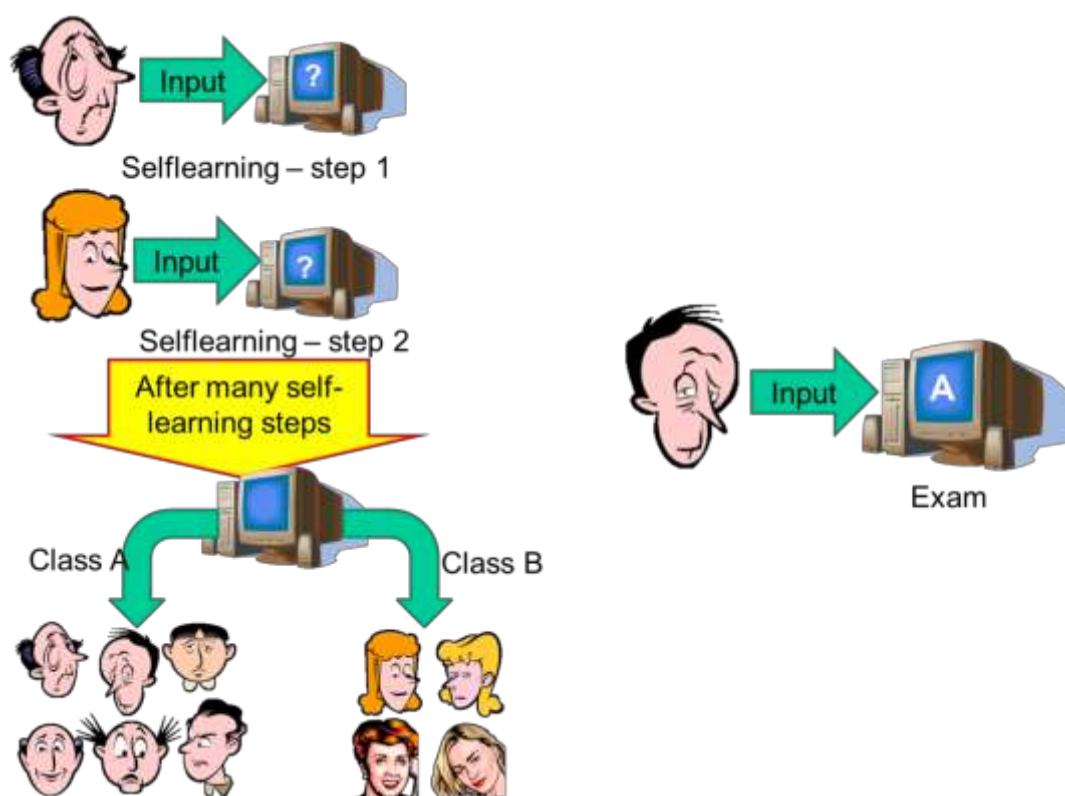 Input
?
Selflearning – step 1
Input
?
Selflearning – step 2
After many self-
learning steps
Class A
Class B
Input
A
Exam